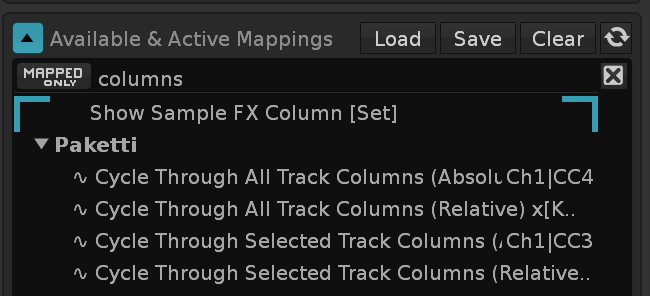 Available & Active Mappings Load Save Clear
MAPPED ONLY columns
Show Sample FX Column [Set]
Paketti
Cycle Through All Track Columns (Absolu Ch1|CC4
Cycle Through All Track Columns (Relative) x[K..
Cycle Through Selected Track Columns (A Ch1|CC3
Cycle Through Selected Track Columns (Relative..